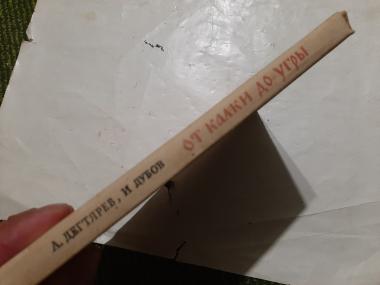 А. ДЕГТЯРЕВ, И ДУБОВ ОТ КАЛКИ ДО УГРЫ